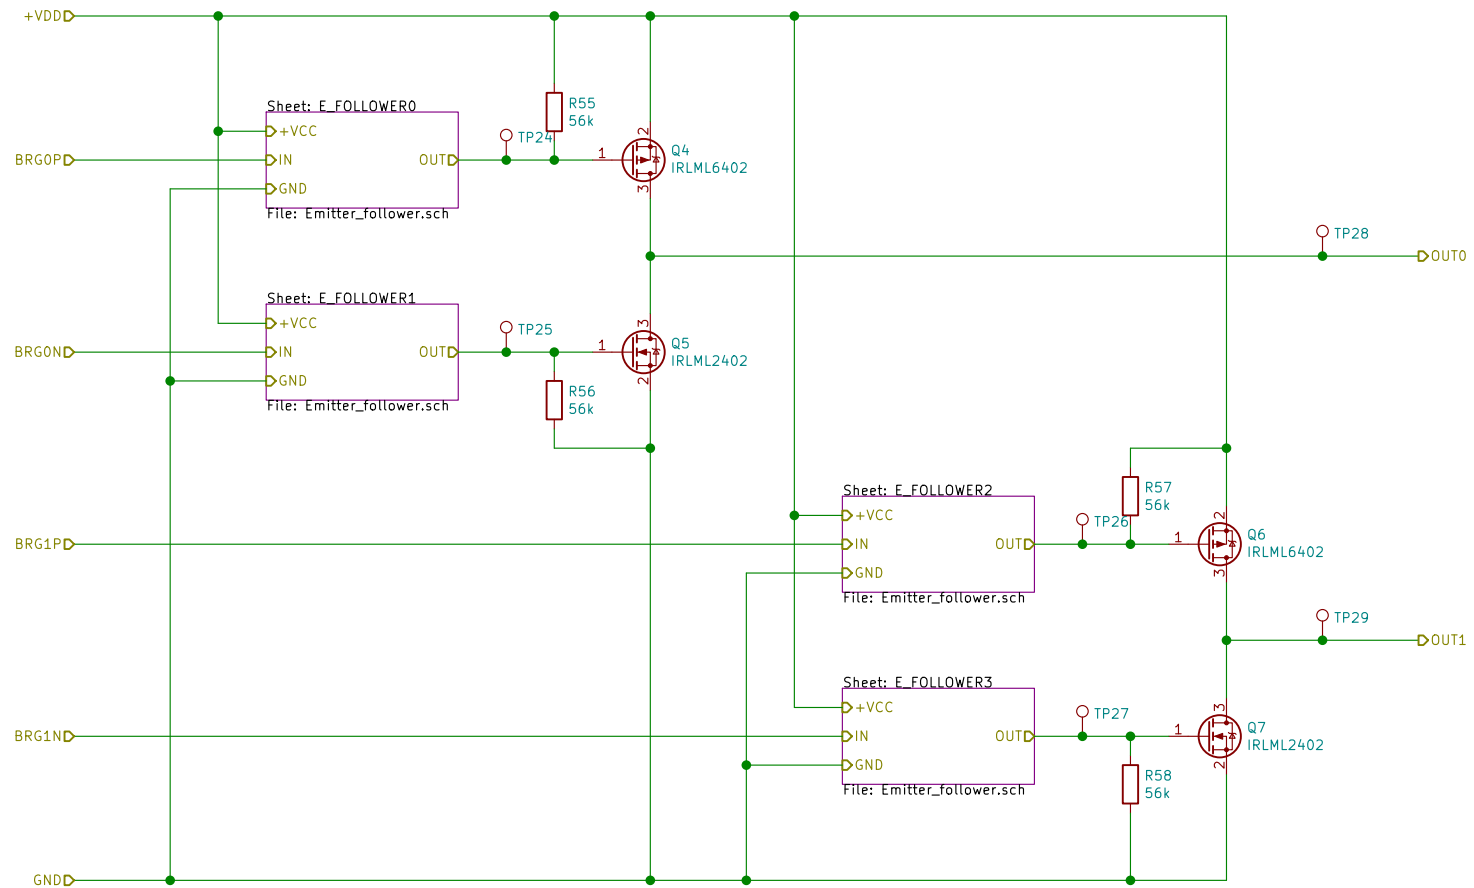 +VDD
Sheet: E_FOLLOWER0
+VCC
BRG0P
IN
OUT
GND
File: Emitter_follower.sch
TP24
R55
56k
1
2
3
Q4
IRLML6402
TP28
OUT0
Sheet: E_FOLLOWER1
+VCC
BRG0N
IN
OUT
GND
File: Emitter_follower.sch
TP25
R56
56k
1
3
2
Q5
IRLML2402
Sheet: E_FOLLOWER2
+VCC
BRG1P
IN
OUT
GND
File: Emitter_follower.sch
TP26
R57
56k
1
2
3
Q6
IRLML6402
TP29
OUT1
Sheet: E_FOLLOWER3
+VCC
BRG1N
IN
OUT
GND
File: Emitter_follower.sch
TP27
R58
56k
1
3
2
Q7
IRLML2402
GND